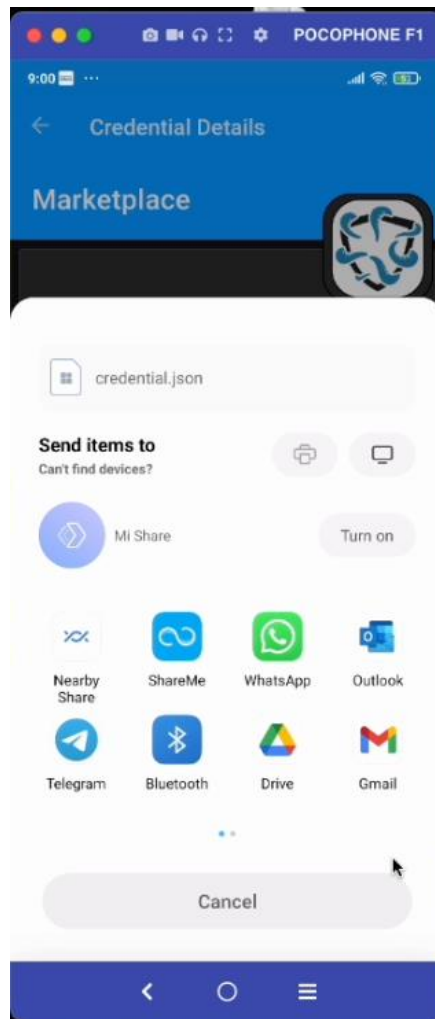 POCOPHONE F1
9:00
Credential Details
Marketplace
credential.json
Send items to
Can't find devices?
Mi Share
Turn on
Nearby Share
ShareMe
WhatsApp
Outlook
Telegram
Bluetooth
Drive
Gmail
Cancel